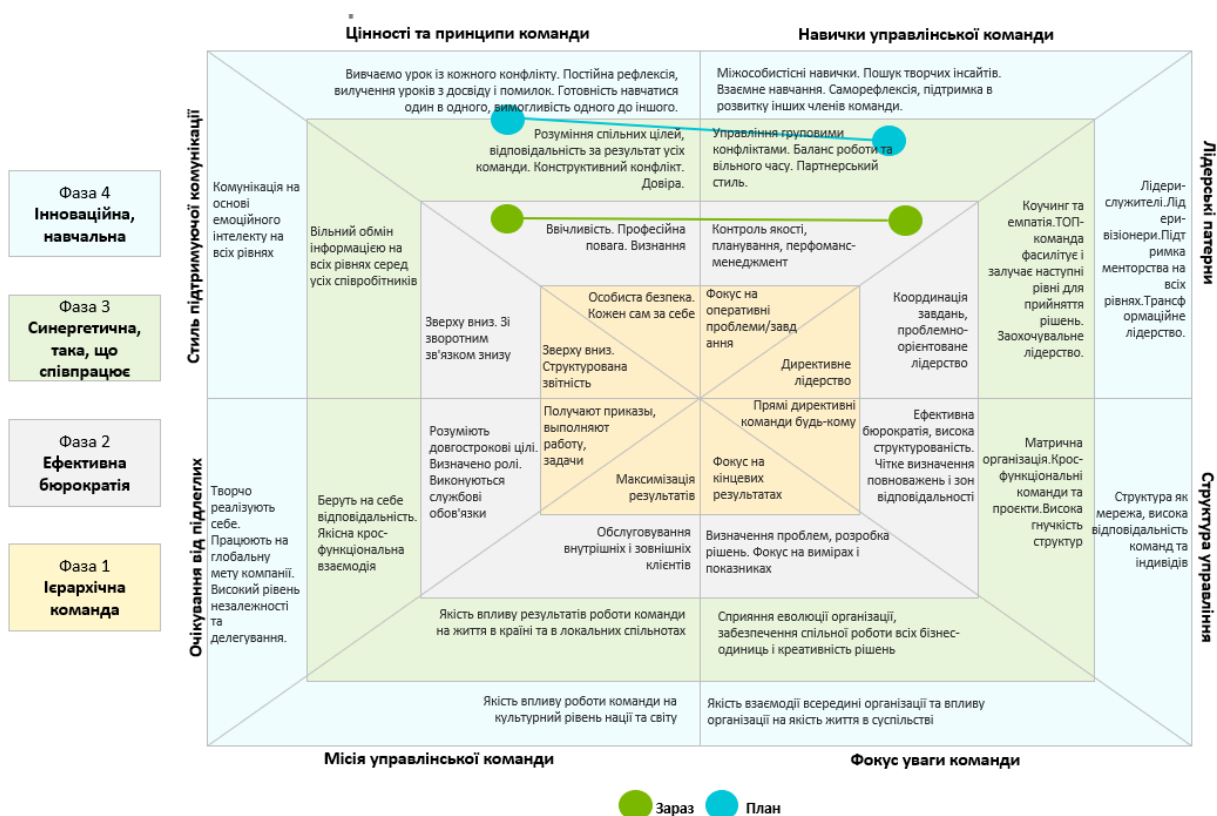 Цінності та принципи команди
Навички управлінської команди
Вивчаємо урок із кожного конфлікту. Постійна рефлексія,
вилучення уроків з досвіду і помилок. Готовність навчатися
один в одного, вимогливість одного до іншого.
Міжособистісні навички. Пошук творчих інсайтів.
Взаємне навчання. Саморефлексія, підтримка в
розвитку інших членів команди.
Розуміння спільних цілей,
відповідальність за результат усіх
команди. Конструктивний конфлікт.
Довіра.
Управління груповими
конфліктами. Баланс роботи та
вільного часу. Партнерський
стиль.
Ввічливість. Професійна
повага. Визнання
Контроль якості,
планування, перфоманс-
менеджмент
Особиста безпека.
Кожен сам за себе
Фокус на
оперативні
проблеми/завд
ання
Стиль підтримуючої комунікації
Комунікація на
основі
емоційного
інтелекту на
всіх рівнях
Вільний обмін
інформацією на
всіх рівнях серед
усіх співробітників
Зверху вниз. Зі
зворотним
зв'язком знизу
Зверху вниз.
Структурована
звітність
Директивне
лідерство
Координація
завдань,
проблемно-
орієнтоване
лідерство
Коучинг та
емпатія.ТОП-
команда
фасилітує і
залучає наступні
рівні для
прийняття
рішень.
Заохочувальне
лідерство.
Лідери-
служителі.Лід
ери-
візіонери.Підт
римка
менторства на
всіх
рівнях.Трансф
ормаційне
лідерство.
Лідерські патерни
Фаза 4
Інноваційна,
навчальна
Фаза 3
Синергетична,
така, що
співпрацює
Фаза 2
Ефективна
бюрократія
Фаза 1
Ієрархічна
команда
Очікування від підлеглих
Творчо
реалізують
себе.
Працюють на
глобальну
мету компанії.
Високий рівень
незалежності
та
делегування.
Беруть на себе
відповідальність.
Якісна крос-
функціональна
взаємодія
Розуміють
довгострокові цілі.
Визначено ролі.
Виконуються
службові
обов'язки
Получают приказы,
выполняют
работу,
задачи
Максимізація
результатів
Прямі директивні
команди будь-кому
Фокус на
кінцевих
результатах
Ефективна
бюрократія, висока
структурованість.
Чітке визначення
повноважень і зон
відповідальності
Матрична
організація.Крос-
функціональні
команди та
проєкти.Висока
гнучкість
структур
Структура як
мережа, висока
відповідальність
команд та
індивідів
Структура управління
Обслуговування
внутрішніх і зовнішніх
клієнтів
Визначення проблем, розробка
рішень. Фокус на вимірах і
показниках
Якість впливу результатів роботи команди
на життя в країні та в локальних спільнотах
Сприяння еволюції організації,
забезпечення спільної роботи всіх бізнес-
одиниць і креативність рішень
Якість впливу роботи команди на
культурний рівень нації та світу
Якість взаємодії всередині організації та впливу
організації на якість життя в суспільстві
Місія управлінської команди
Фокус уваги команди
Зараз
План